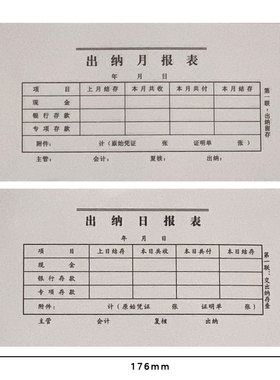 出纳月报表
年 月 日
项 目 上月结存 本月共收 本月共付 本月结存
现 金
银行存款
专项存款
附件： 计（原始凭证 张 证明单 张）
主管： 会计： 复核： 出纳：
第一联：出纳留存
出纳日报表
年 月 日
项 目 上日结存 本日共收 本日共付 本日结存
现 金
银行存款
专项存款
附件： 计（原始凭证 张 证明单 张）
主管 会计 复核 出纳
第一联：交出纳存查
176mm